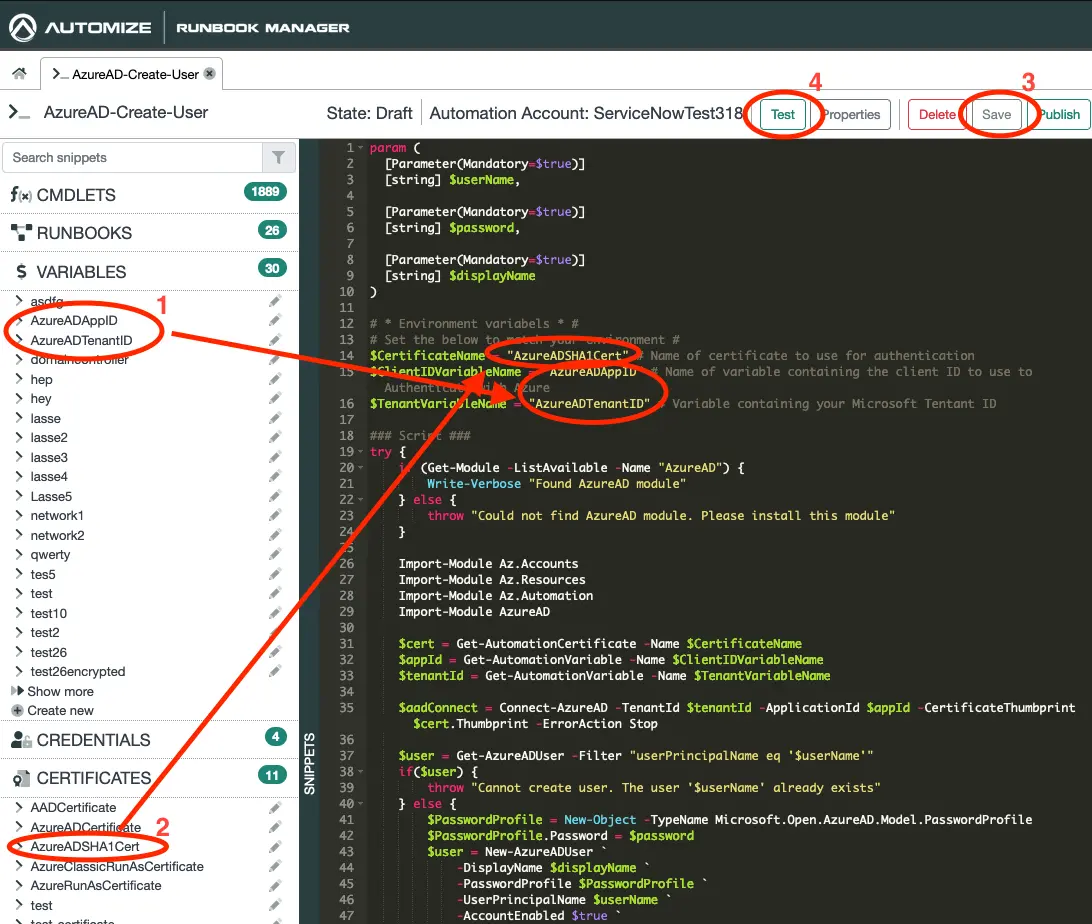 AUTOMIZE RUNBOOK MANAGER
>_ AzureAD-Create-User
4
3
>_ AzureAD-Create-User State: Draft Automation Account: ServiceNowTest318 Test Properties Delete Save Publish
Search snippets
f(x) CMDLETS 1889
RUNBOOKS 26
$ VARIABLES 30
1
asdfg
AzureADAppID
AzureADTenantID
domaincontroller
hep
hey
lasse
lasse2
lasse3
lasse4
Lasse5
network1
network2
qwerty
tes5
test
test10
test2
test26
test26encrypted
Show more
Create new
CREDENTIALS 4
CERTIFICATES 11
AADCertificate
AzureADCertificate
2
AzureADSHA1Cert
AzureClassicRunAsCertificate
AzureRunAsCertificate
test
test-certificate
SNIPPETS
1 param (
2 [Parameter(Mandatory=$true)]
3 [string] $userName,
4
5 [Parameter(Mandatory=$true)]
6 [string] $password,
7
8 [Parameter(Mandatory=$true)]
9 [string] $displayName
10 )
11
12 # * Environment variabels * #
13 # Set the below to match your environment #
14 $CertificateName = "AzureADSHA1Cert" # Name of certificate to use for authentication
15 $ClientIDVariableName = "AzureADAppID" # Name of variable containing the client ID to use to
Authenticate with Azure
16 $TenantVariableName = "AzureADTenantID" # Variable containing your Microsoft Tentant ID
17
18 ### Script ###
19 try {
20 if (Get-Module -ListAvailable -Name "AzureAD") {
21 Write-Verbose "Found AzureAD module"
22 } else {
23 throw "Could not find AzureAD module. Please install this module"
24 }
25
26 Import-Module Az.Accounts
27 Import-Module Az.Resources
28 Import-Module Az.Automation
29 Import-Module AzureAD
30
31 $cert = Get-AutomationCertificate -Name $CertificateName
32 $appId = Get-AutomationVariable -Name $ClientIDVariableName
33 $tenantId = Get-AutomationVariable -Name $TenantVariableName
34
35 $aadConnect = Connect-AzureAD -TenantId $tenantId -ApplicationId $appId -CertificateThumbprint
$cert.Thumbprint -ErrorAction Stop
36
37 $user = Get-AzureADUser -Filter "userPrincipalName eq '$userName'"
38 if($user) {
39 throw "Cannot create user. The user '$userName' already exists"
40 } else {
41 $PasswordProfile = New-Object -TypeName Microsoft.Open.AzureAD.Model.PasswordProfile
42 $PasswordProfile.Password = $password
43 $user = New-AzureADUser `
44 -DisplayName $displayName `
45 -PasswordProfile $PasswordProfile `
46 -UserPrincipalName $userName `
47 -AccountEnabled $true `